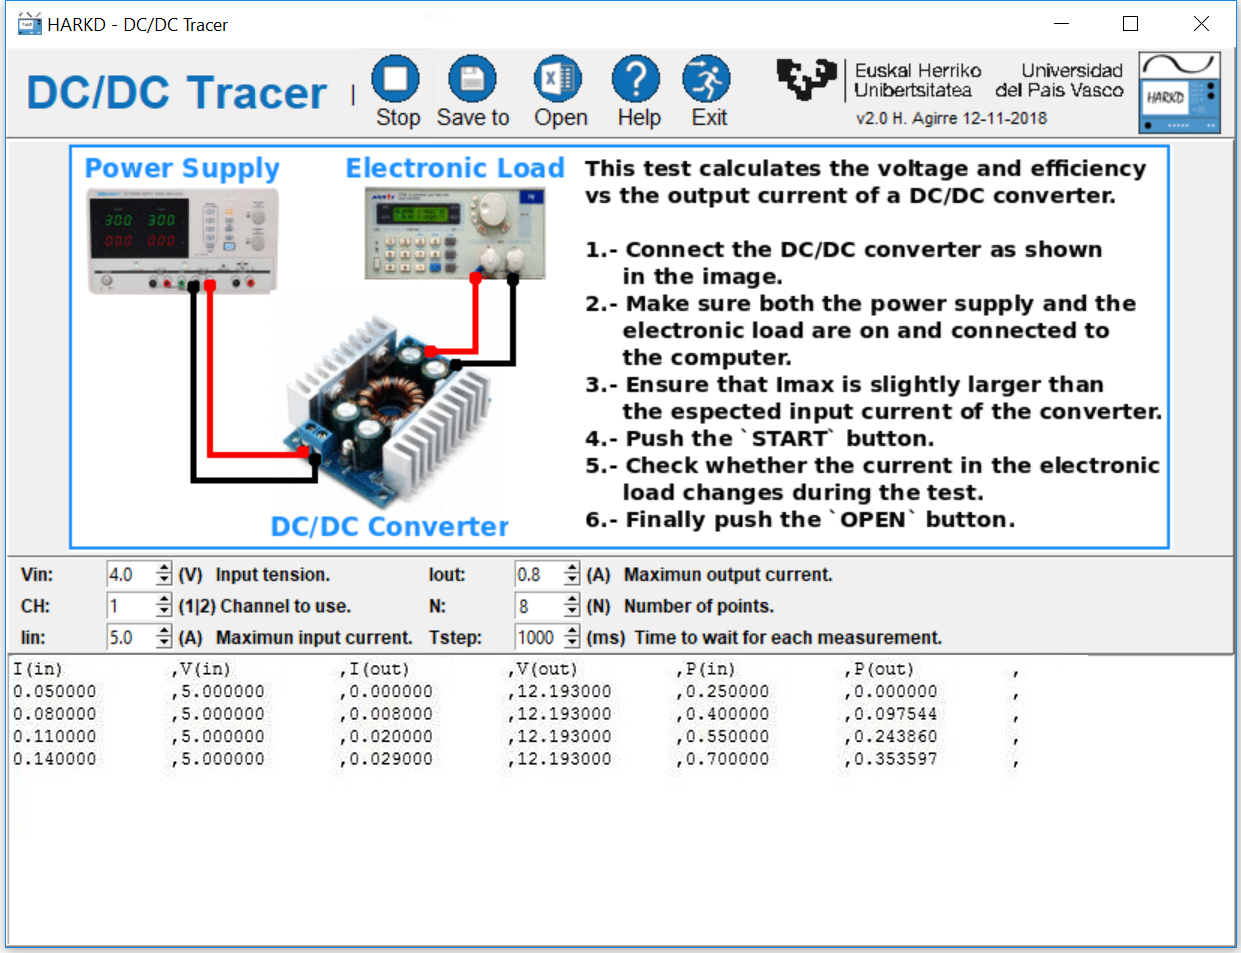 HARKD - DC/DC Tracer
DC/DC Tracer
Stop
Save to
Open
Help
Exit
Euskal Herriko Unibertsitatea
Universidad del Pais Vasco
v2.0 H. Agirre 12-11-2018
HARKD
Power Supply
Electronic Load
300 300
000 000
DC/DC Converter
This test calculates the voltage and efficiency
vs the output current of a DC/DC converter.
1.- Connect the DC/DC converter as shown
in the image.
2.- Make sure both the power supply and the
electronic load are on and connected to
the computer.
3.- Ensure that Imax is slightly larger than
the espected input current of the converter.
4.- Push the `START` button.
5.- Check whether the current in the electronic
load changes during the test.
6.- Finally push the `OPEN` button.
Vin: 4.0 (V) Input tension. Iout: 0.8 (A) Maximun output current.
CH: 1 (1|2) Channel to use. N: 8 (N) Number of points.
Iin: 5.0 (A) Maximun input current. Tstep: 1000 (ms) Time to wait for each measurement.
I(in) ,V(in) ,I(out) ,V(out) ,P(in) ,P(out) ,
0.050000 ,5.000000 ,0.000000 ,12.193000 ,0.250000 ,0.000000 ,
0.080000 ,5.000000 ,0.008000 ,12.193000 ,0.400000 ,0.097544 ,
0.110000 ,5.000000 ,0.020000 ,12.193000 ,0.550000 ,0.243860 ,
0.140000 ,5.000000 ,0.029000 ,12.193000 ,0.700000 ,0.353597 ,